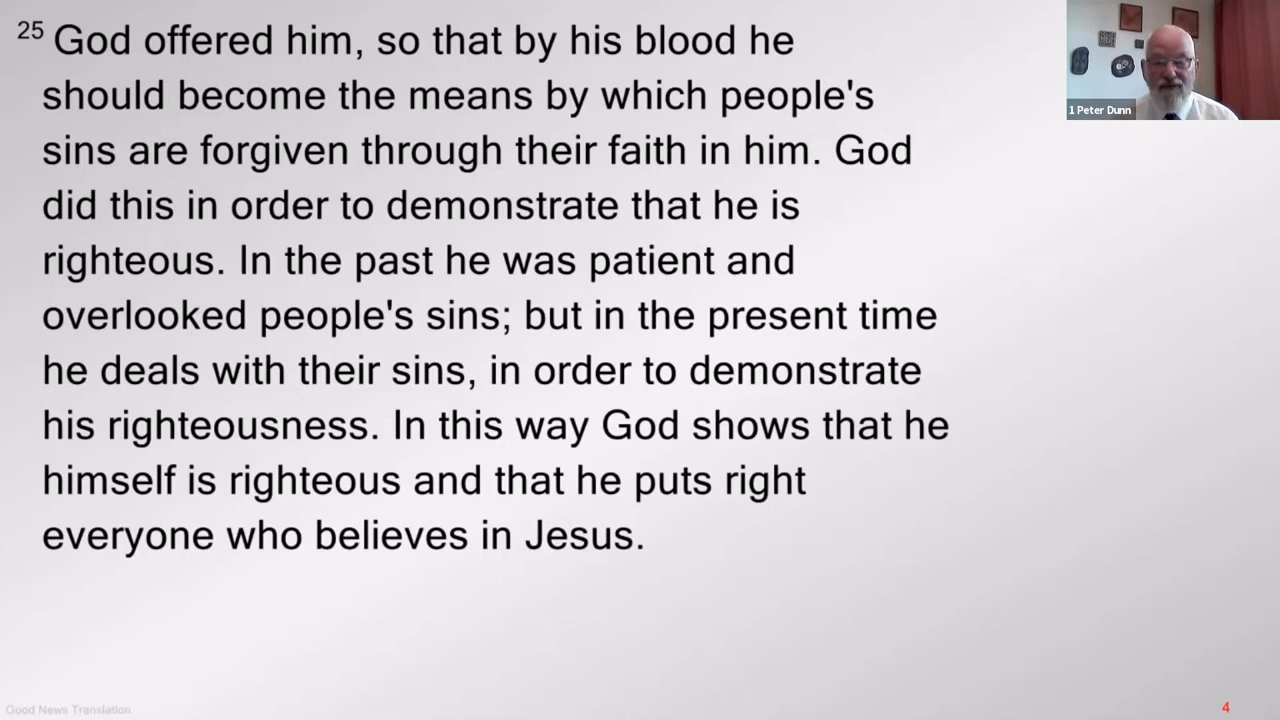 25 God offered him, so that by his blood he
should become the means by which people's
sins are forgiven through their faith in him. God
did this in order to demonstrate that he is
righteous. In the past he was patient and
overlooked people's sins; but in the present time
he deals with their sins, in order to demonstrate
his righteousness. In this way God shows that he
himself is righteous and that he puts right
everyone who believes in Jesus.
1 Peter Dunn
Good News Translation
4